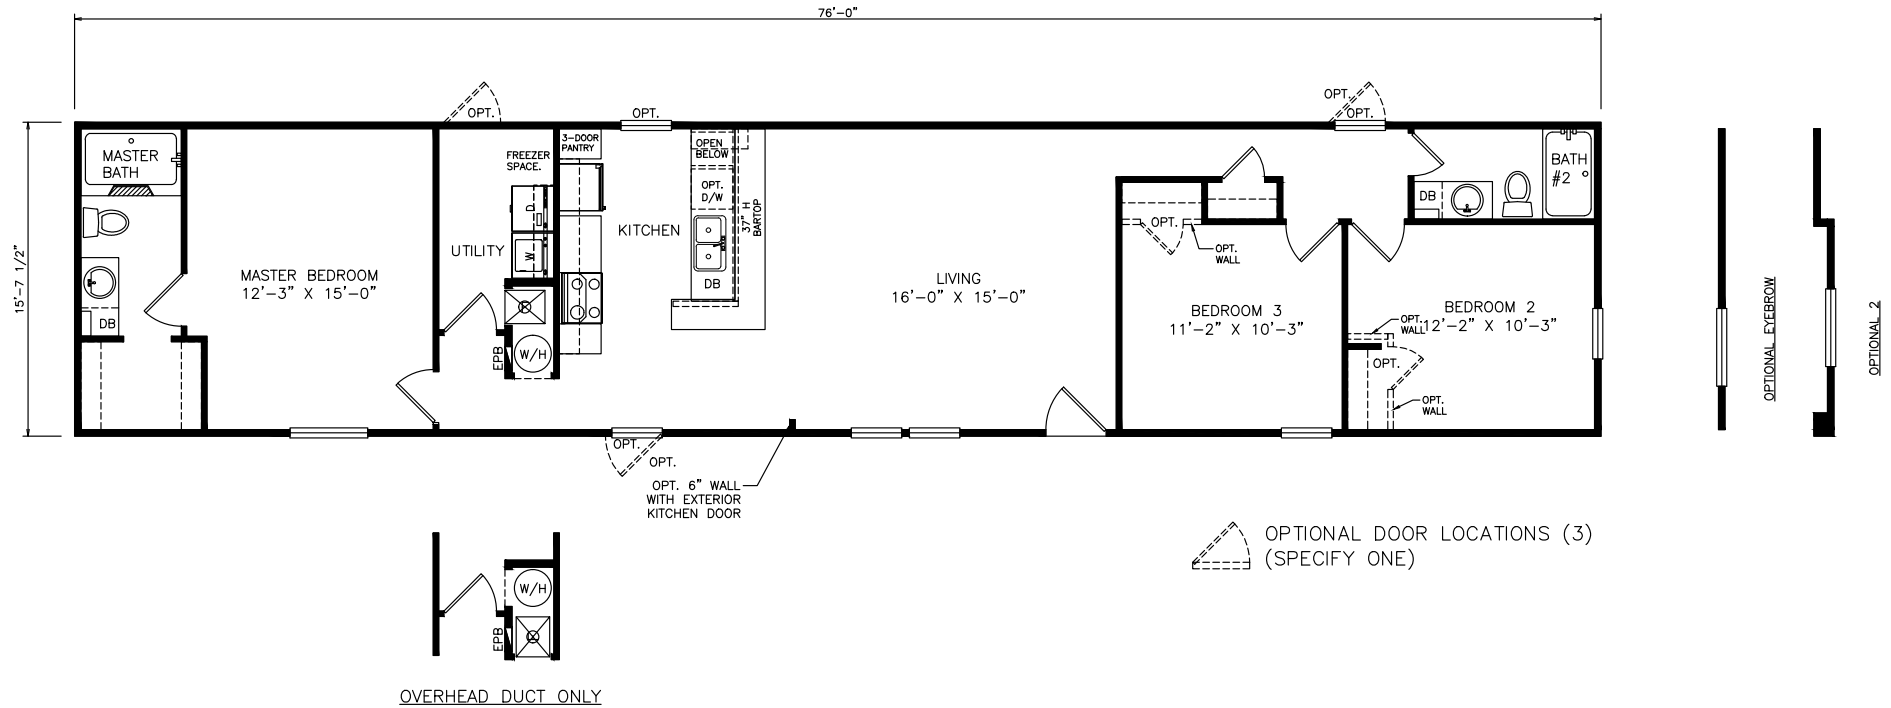 76'-0"
15'-7 1/2"
MASTER
BATH
DB
MASTER BEDROOM
12'-3" X 15'-0"
OPT.
FREEZER
SPACE.
D
W
UTILITY
EPB
W/H
3-DOOR
PANTRY
OPT.
KITCHEN
OPEN
BELOW
OPT.
D/W
DB
37" H
BARTOP
OPT.
OPT.
OPT. 6" WALL
WITH EXTERIOR
KITCHEN DOOR
LIVING
16'-0" X 15'-0"
OPT.
OPT.
OPT.
OPT.
WALL
BEDROOM 3
11'-2" X 10'-3"
DB
BATH
#2
BEDROOM 2
12'-2" X 10'-3"
OPT.
WALL
OPT.
OPT.
WALL
OPTIONAL EYEBROW
OPTIONAL 2
OPTIONAL DOOR LOCATIONS (3)
(SPECIFY ONE)
W/H
EPB
OVERHEAD DUCT ONLY